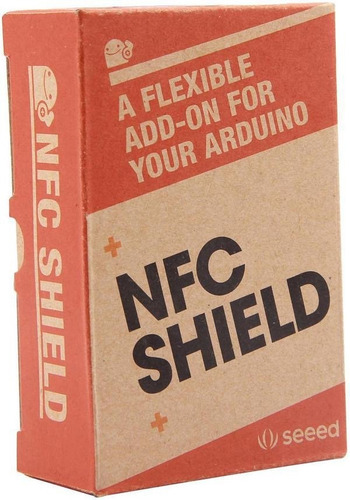 A FLEXIBLE
ADD-ON FOR
YOUR ARDUINO
NFC
SHIELD
seeed
NFC SHIELD